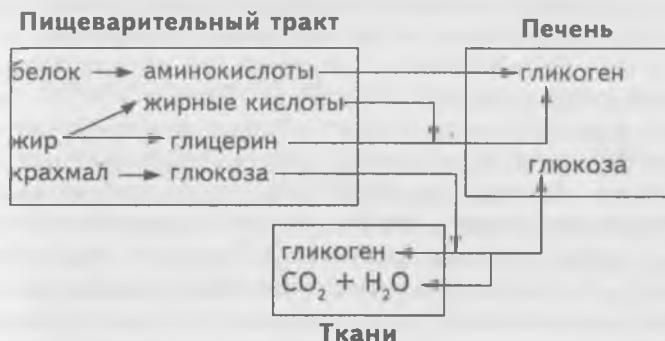 Пищеварительный тракт
Печень
белок аминокислоты гликоген
жирные кислоты
жир глицерин
глюкоза
крахмал глюкоза
гликоген
CO₂ + H₂O
Ткани